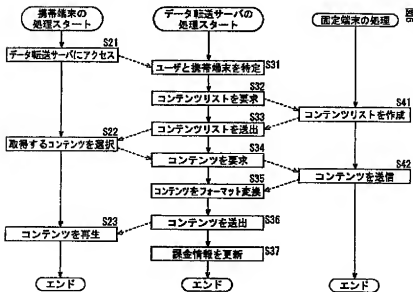 携帯端末の
処理スタート
データ転送サーバの
処理スタート
固定端末の処理
S21
データ転送サーバにアクセス
S31
ユーザと携帯端末を特定
S32
コンテンツリストを要求
S41
コンテンツリストを作成
S33
コンテンツリストを送出
S22
取得するコンテンツを選択
S34
コンテンツを要求
S42
コンテンツを送信
S35
コンテンツをフォーマット変換
S23
コンテンツを再生
S36
コンテンツを送出
S37
課金情報を更新
エンド
エンド
エンド